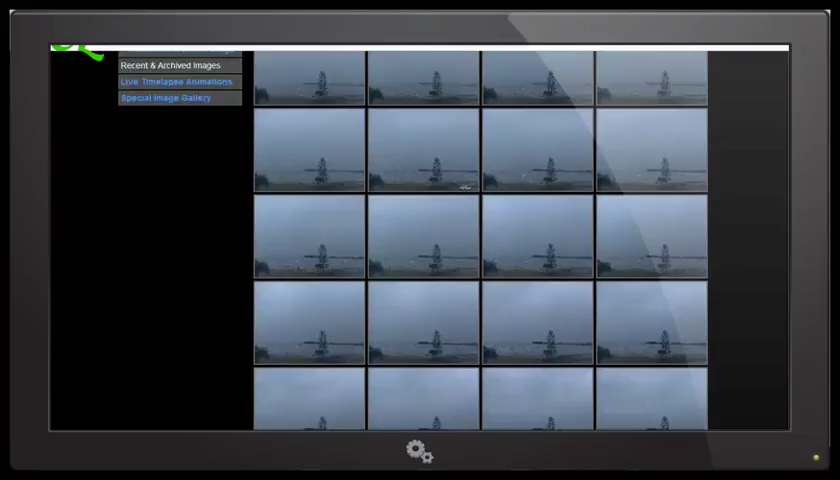 Recent & Archived Images
Live Timelapse Animations
Special Image Gallery